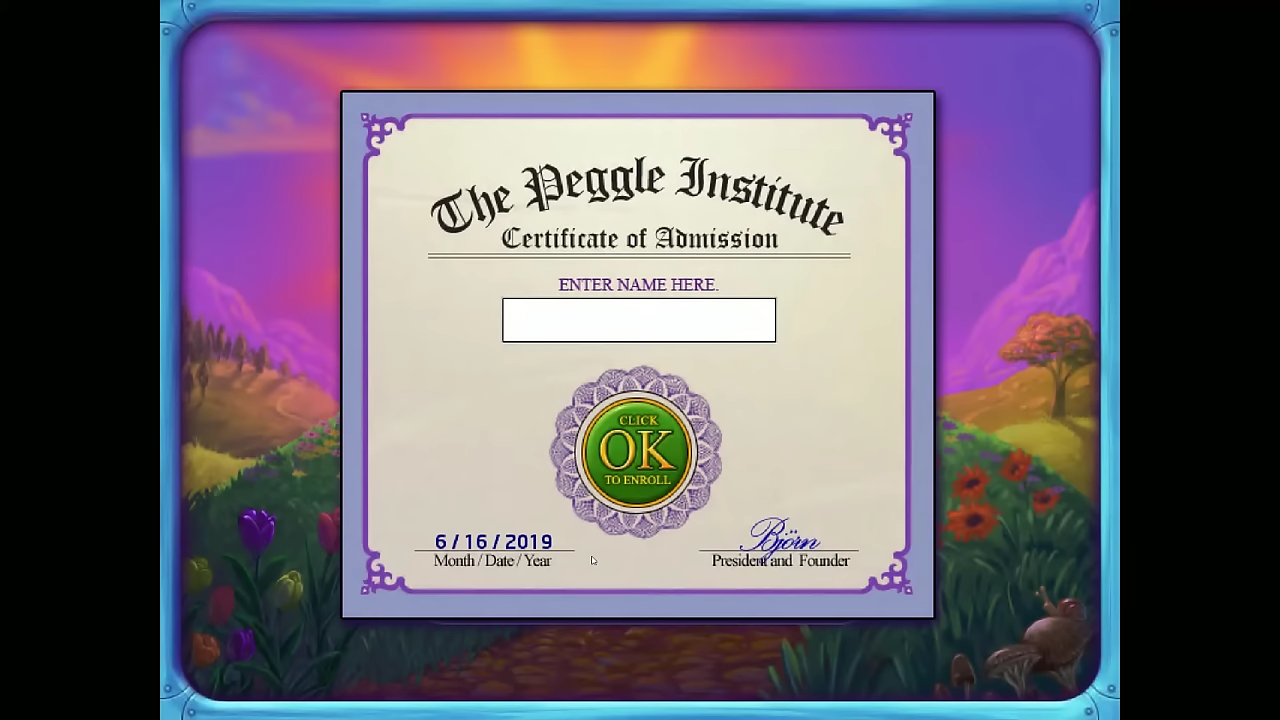 The Peggle Institute
Certificate of Admission
ENTER NAME HERE.
CLICK
OK
TO ENROLL
6 / 16 / 2019
Björn
Month / Date / Year
President and Founder